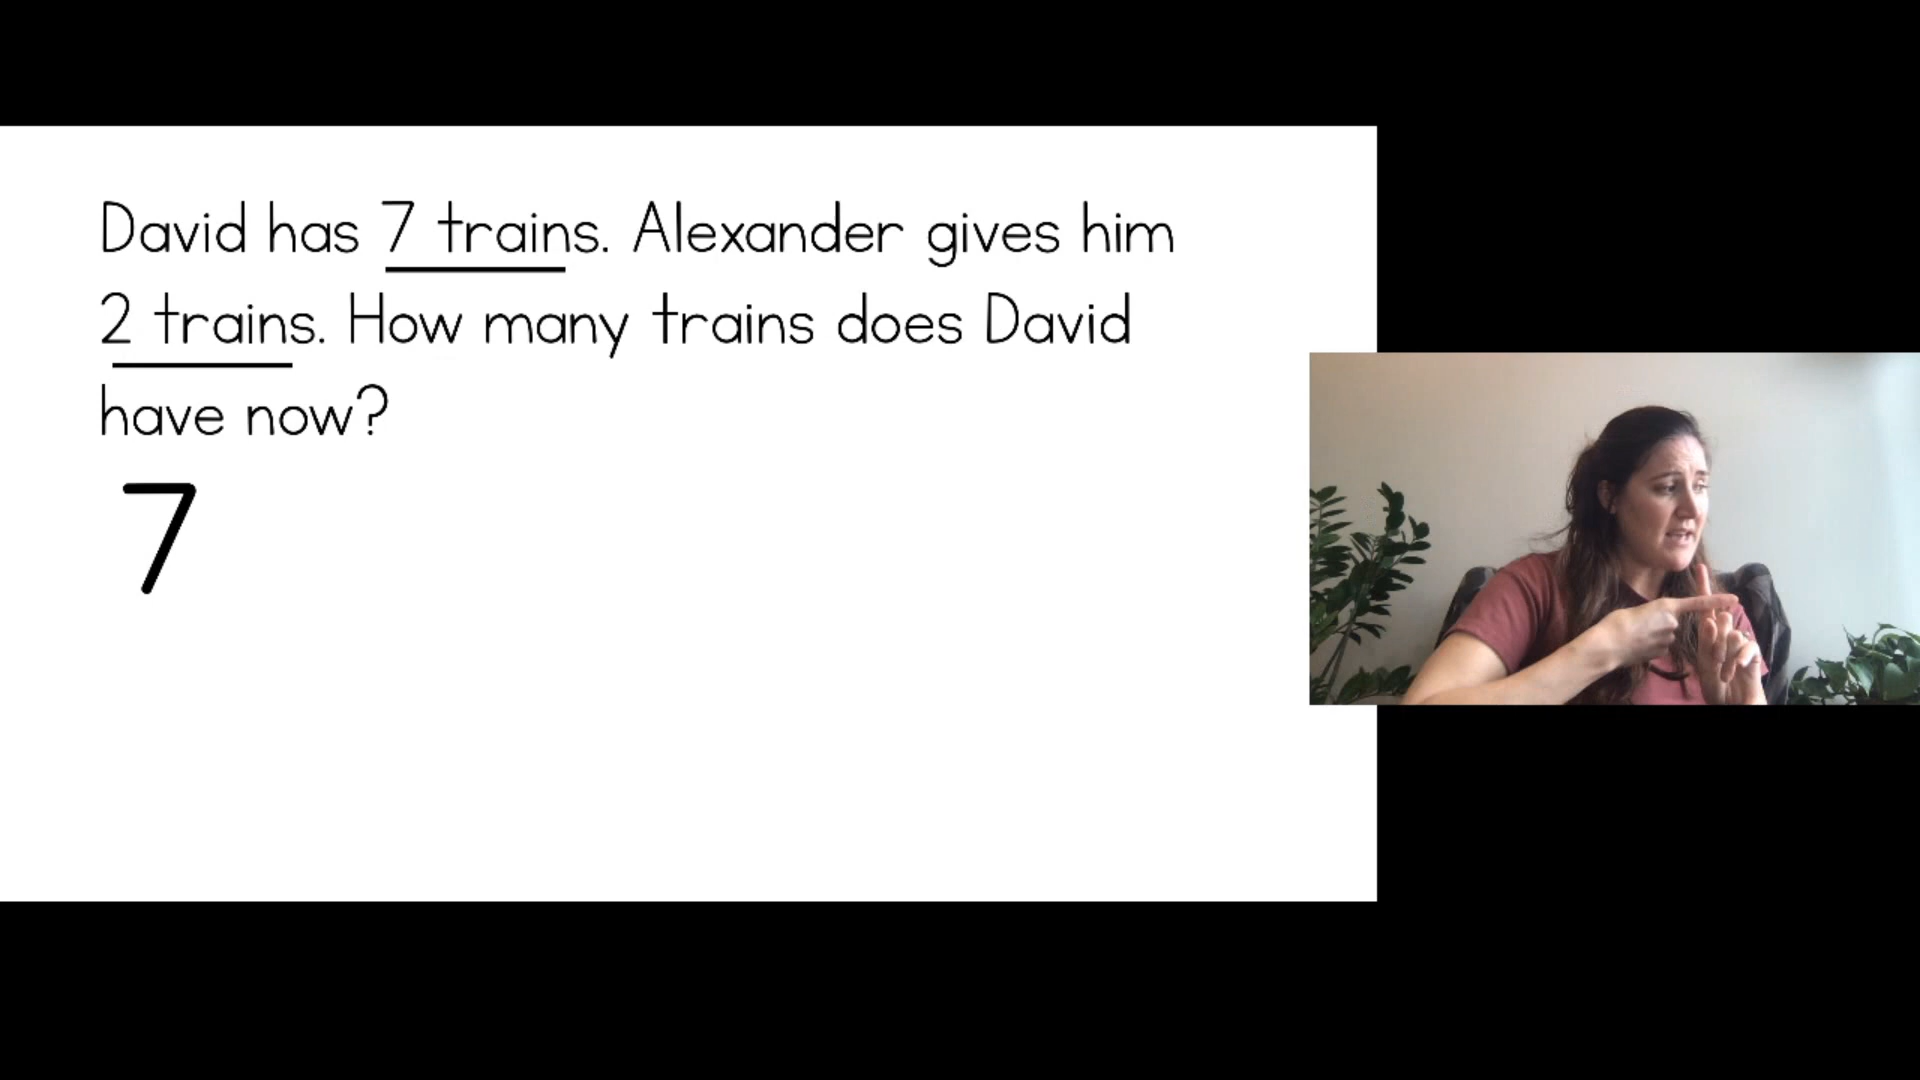 David has 7 trains. Alexander gives him
2 trains. How many trains does David
have now?
7